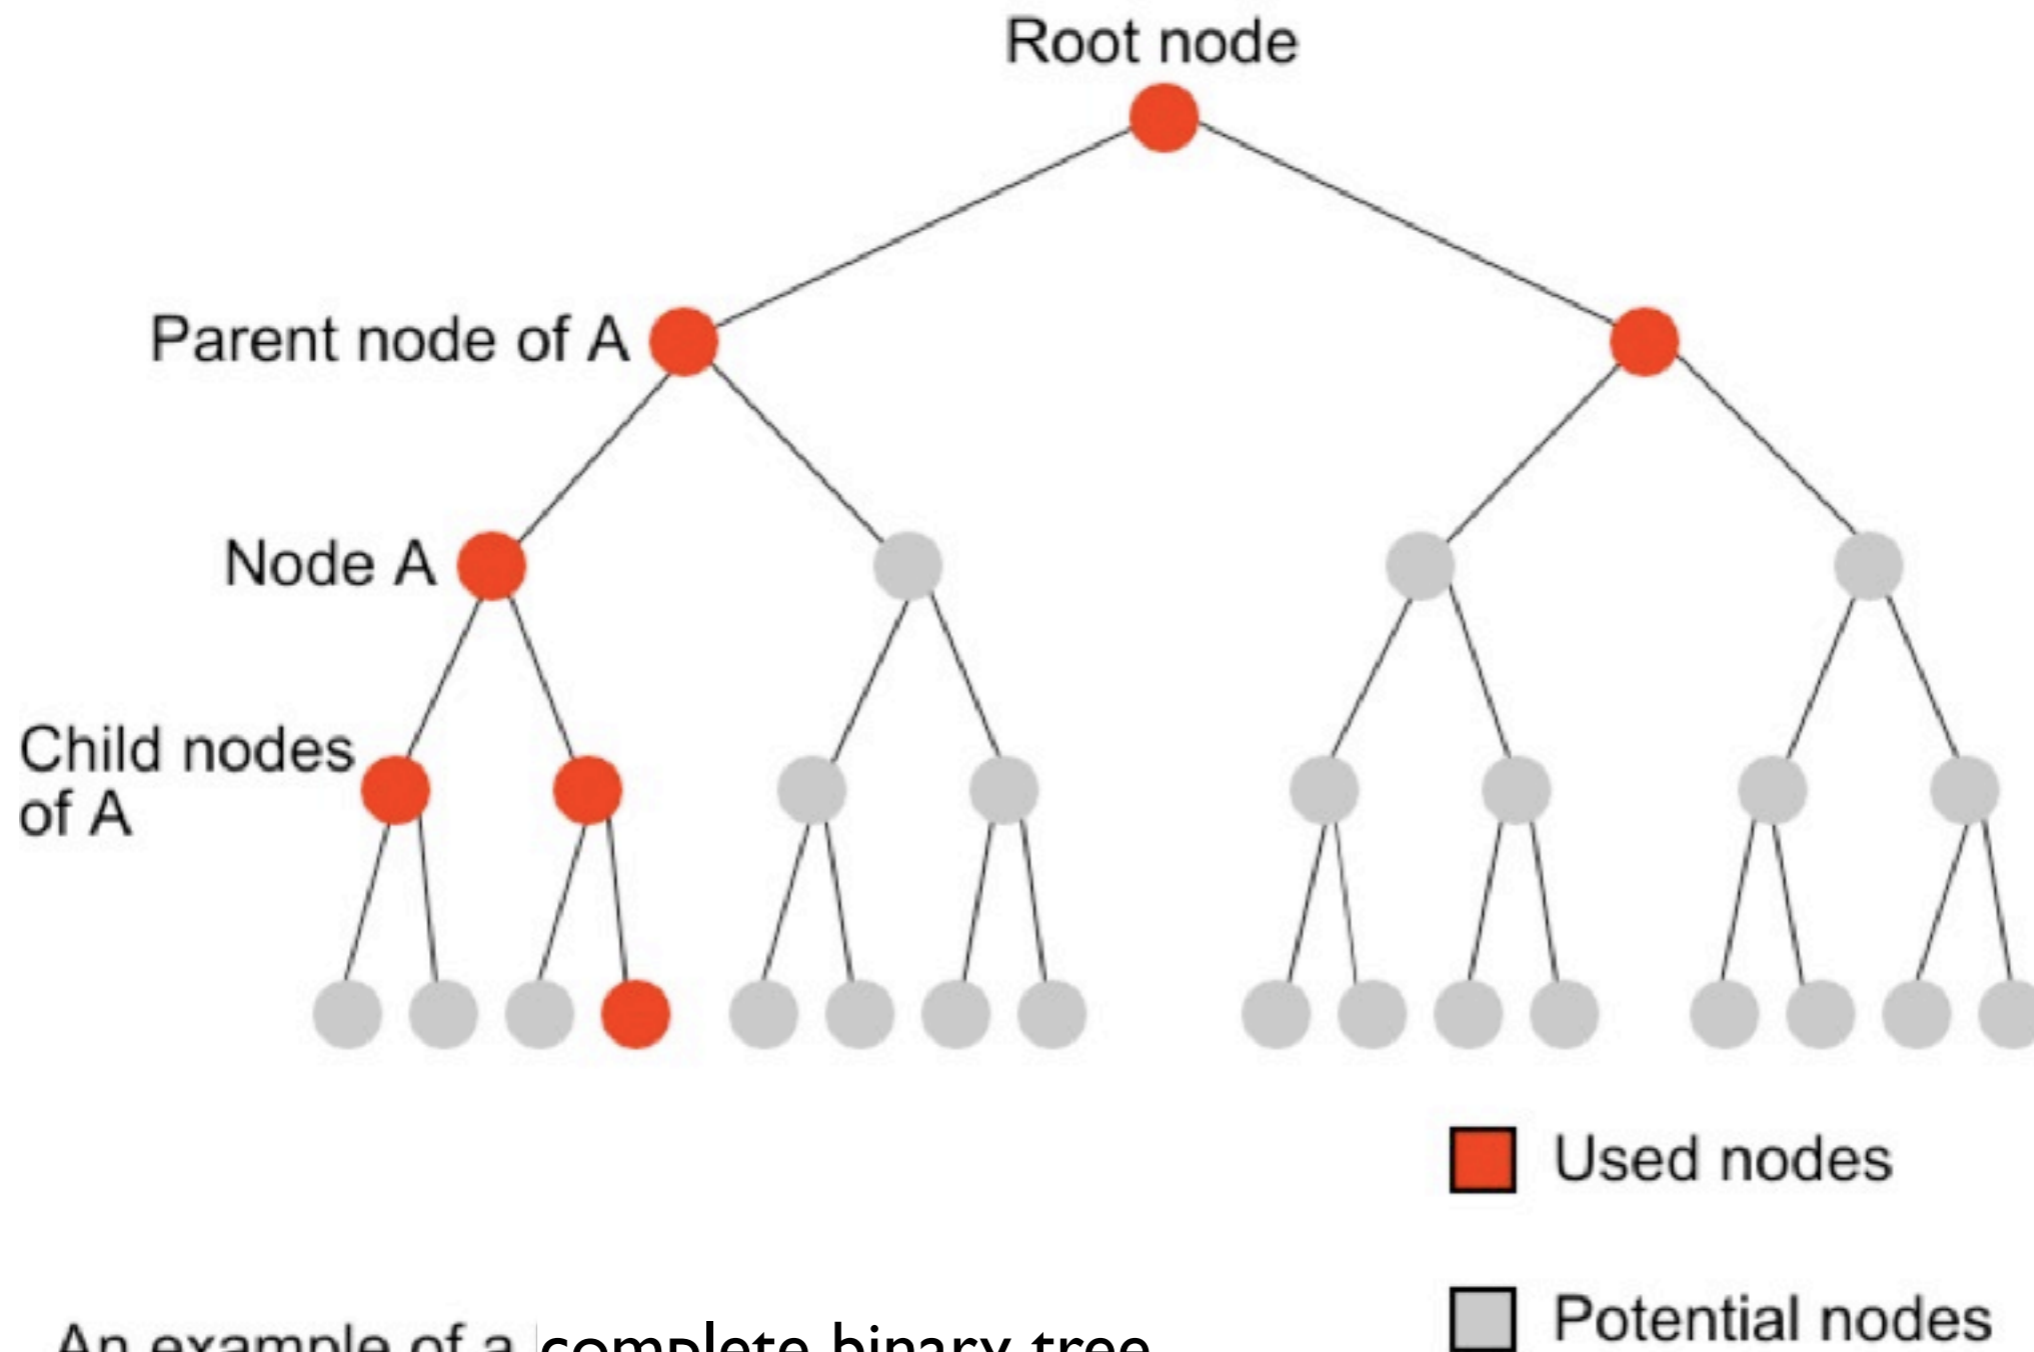 Root node
Parent node of A
Node A
Child nodes
of A
Used nodes
Potential nodes
An example of a complete binary tree